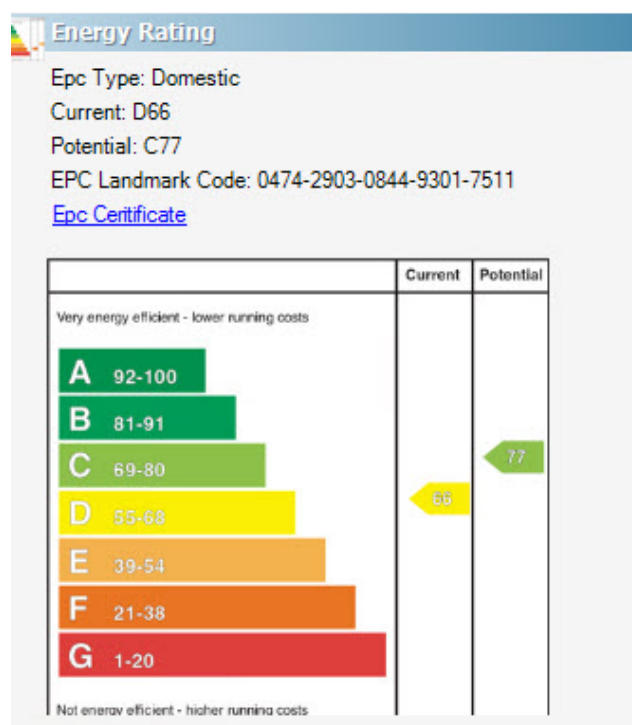 Energy Rating
Epc Type: Domestic
Current: D66
Potential: C77
EPC Landmark Code: 0474-2903-0844-9301-7511
Epc Ceritificate
Current Potential
Very energy efficient - lower running costs
A 92-100
B 81-91
C 69-80
77
D 55-68
66
E 39-54
F 21-38
G 1-20
Not energy efficient - higher running costs